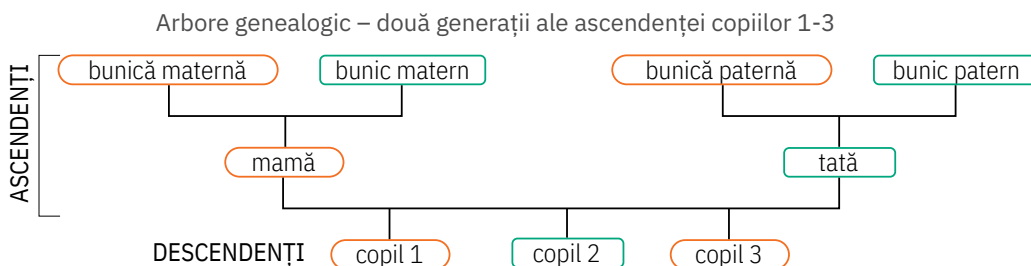 Arbore genealogic – două generații ale ascendenței copiilor 1-3
ASCENDENȚI
bunică maternă
bunic matern
bunică paternă
bunic patern
mamă
tată
DESCENDENȚI
copil 1
copil 2
copil 3